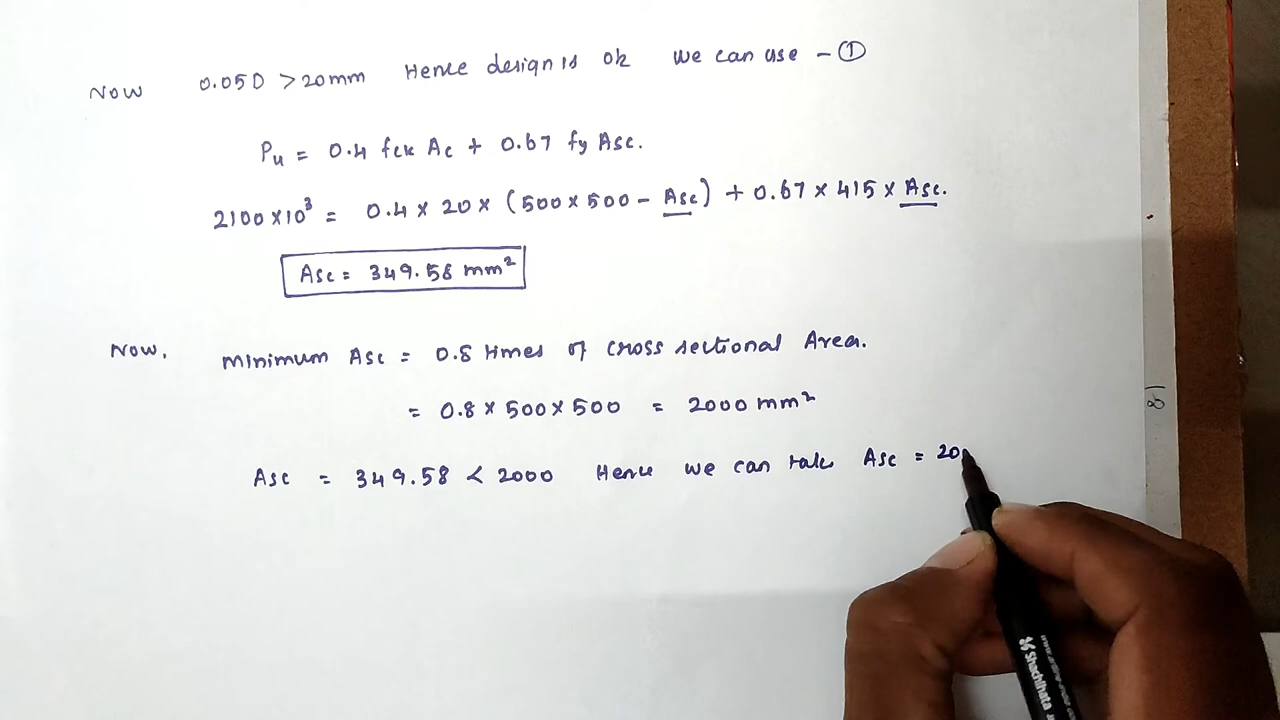 Now 0.05D > 20mm Hence design is ok we can use - ①
Pu = 0.4 fck Ac + 0.67 fy Asc.
2100 x 10³ = 0.4 x 20 x (500 x 500 - Asc) + 0.67 x 415 x Asc.
Asc = 349.58 mm²
Now, Minimum Asc = 0.8 times of cross sectional Area.
= 0.8 x 500 x 500 = 2000 mm²
Asc = 349.58 < 2000 Hence we can take Asc = 200
Shachihata